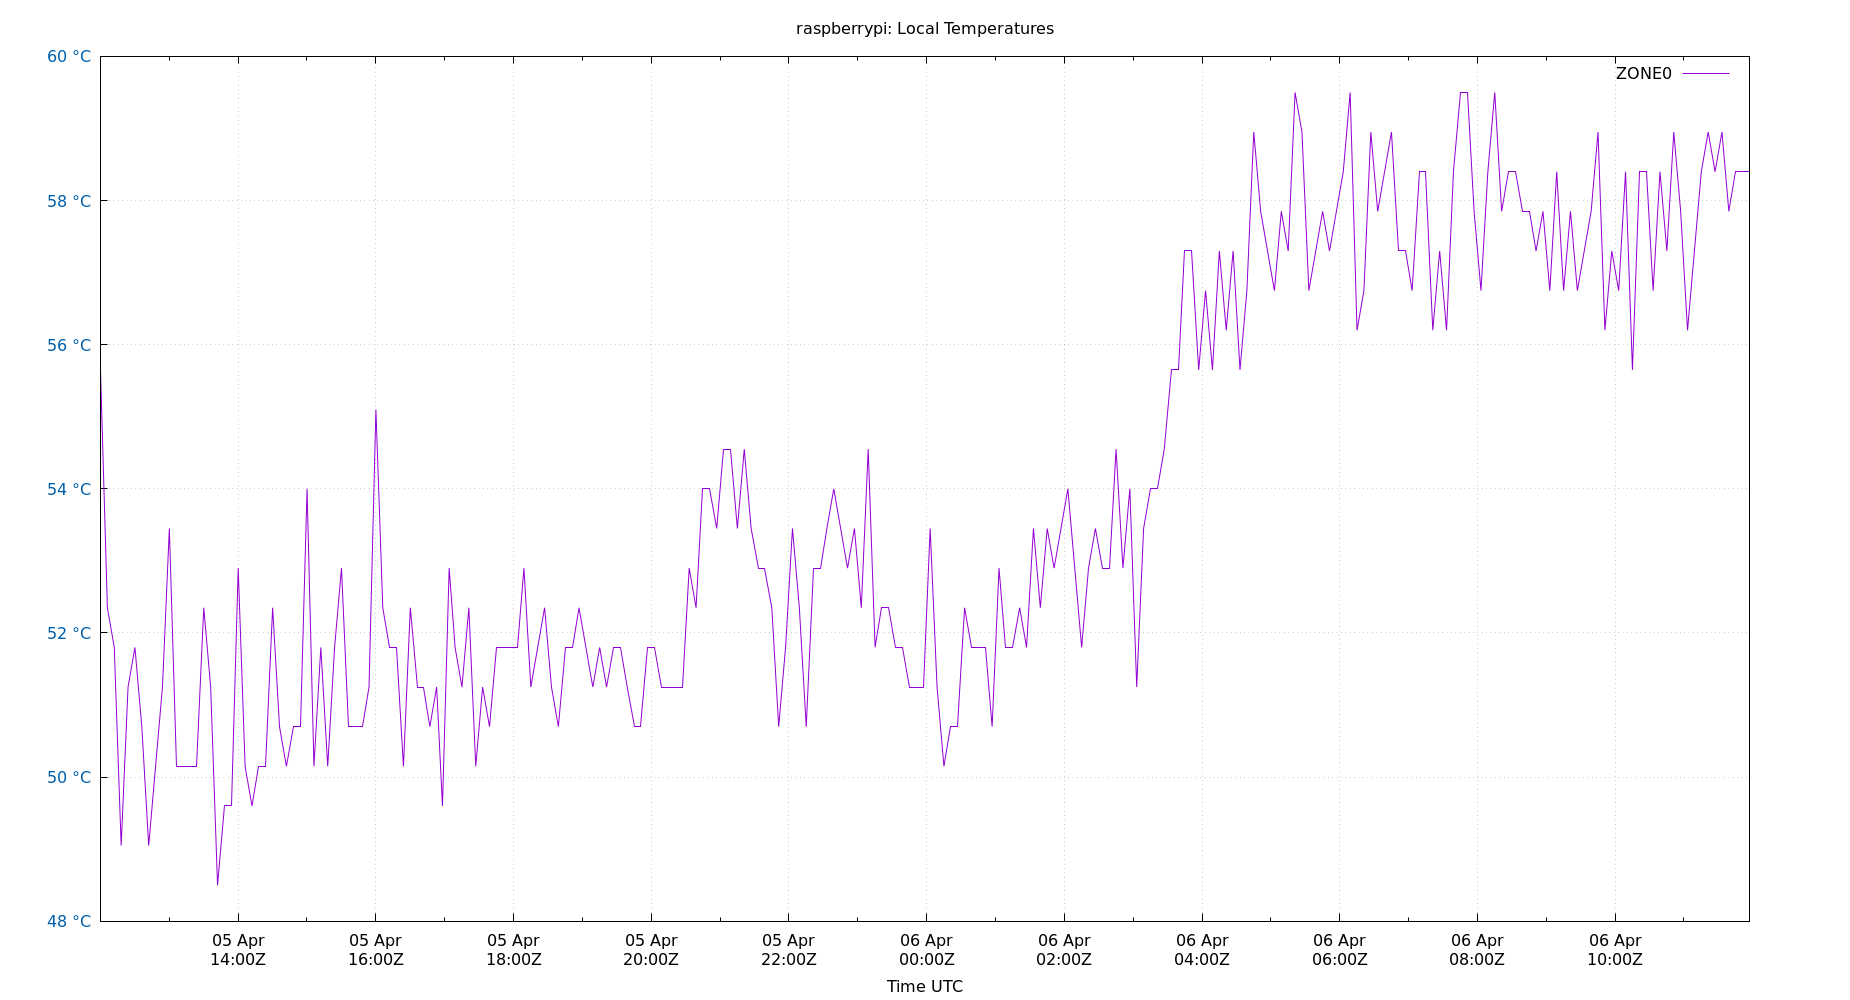 raspberrypi: Local Temperatures
60 °C
ZONE0
58 °C
56 °C
54 °C
52 °C
50 °C
48 °C
05 Apr 05 Apr 05 Apr 05 Apr 05 Apr 06 Apr 06 Apr 06 Apr 06 Apr 06 Apr 06 Apr
14:00Z 16:00Z 18:00Z 20:00Z 22:00Z 00:00Z 02:00Z 04:00Z 06:00Z 08:00Z 10:00Z
Time UTC